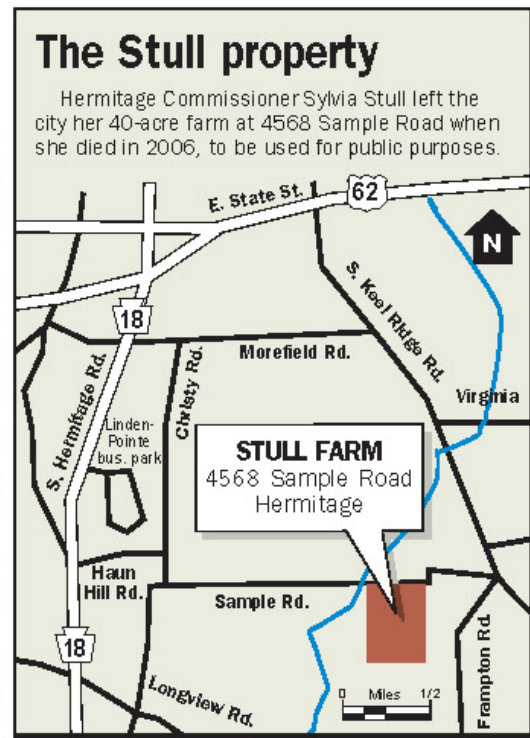 The Stull property
Hermitage Commissioner Sylvia Stull left the
city her 40-acre farm at 4568 Sample Road when
she died in 2006, to be used for public purposes.
E. State St.
62
N
18
S. Keel Ridge Rd.
Morefield Rd.
Christy Rd.
S. Hermitage Rd.
Virginia
Linden-
Pointe
bus. park
STULL FARM
4568 Sample Road
Hermitage
Haun
Hill Rd.
Sample Rd.
18
Longview Rd.
0 Miles 1/2
Frampton Rd.